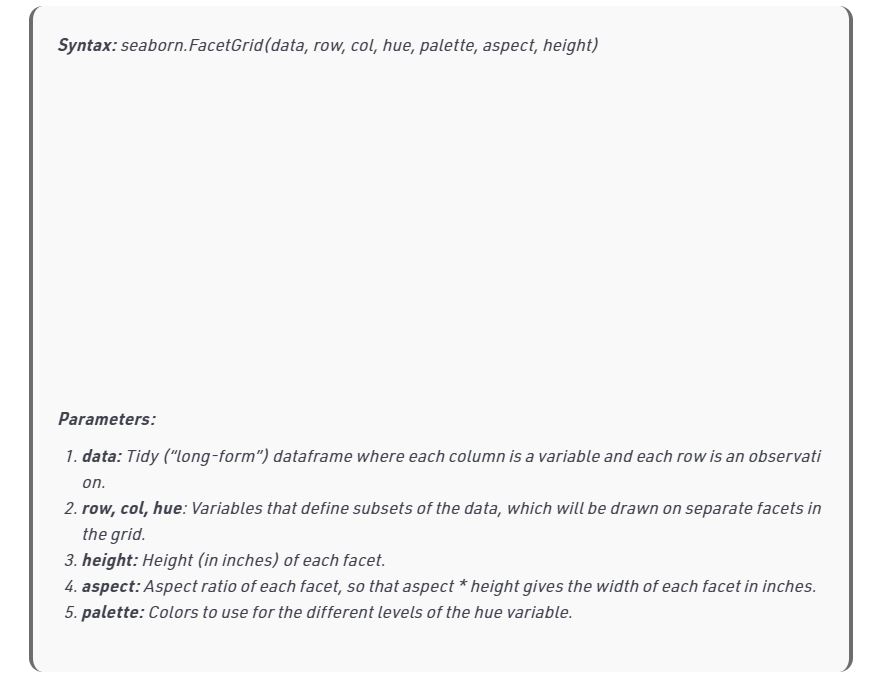 Syntax: seaborn.FacetGrid(data, row, col, hue, palette, aspect, height)
Parameters:
1. data: Tidy (“long-form”) dataframe where each column is a variable and each row is an observati
on.
2. row, col, hue: Variables that define subsets of the data, which will be drawn on separate facets in
the grid.
3. height: Height (in inches) of each facet.
4. aspect: Aspect ratio of each facet, so that aspect * height gives the width of each facet in inches.
5. palette: Colors to use for the different levels of the hue variable.